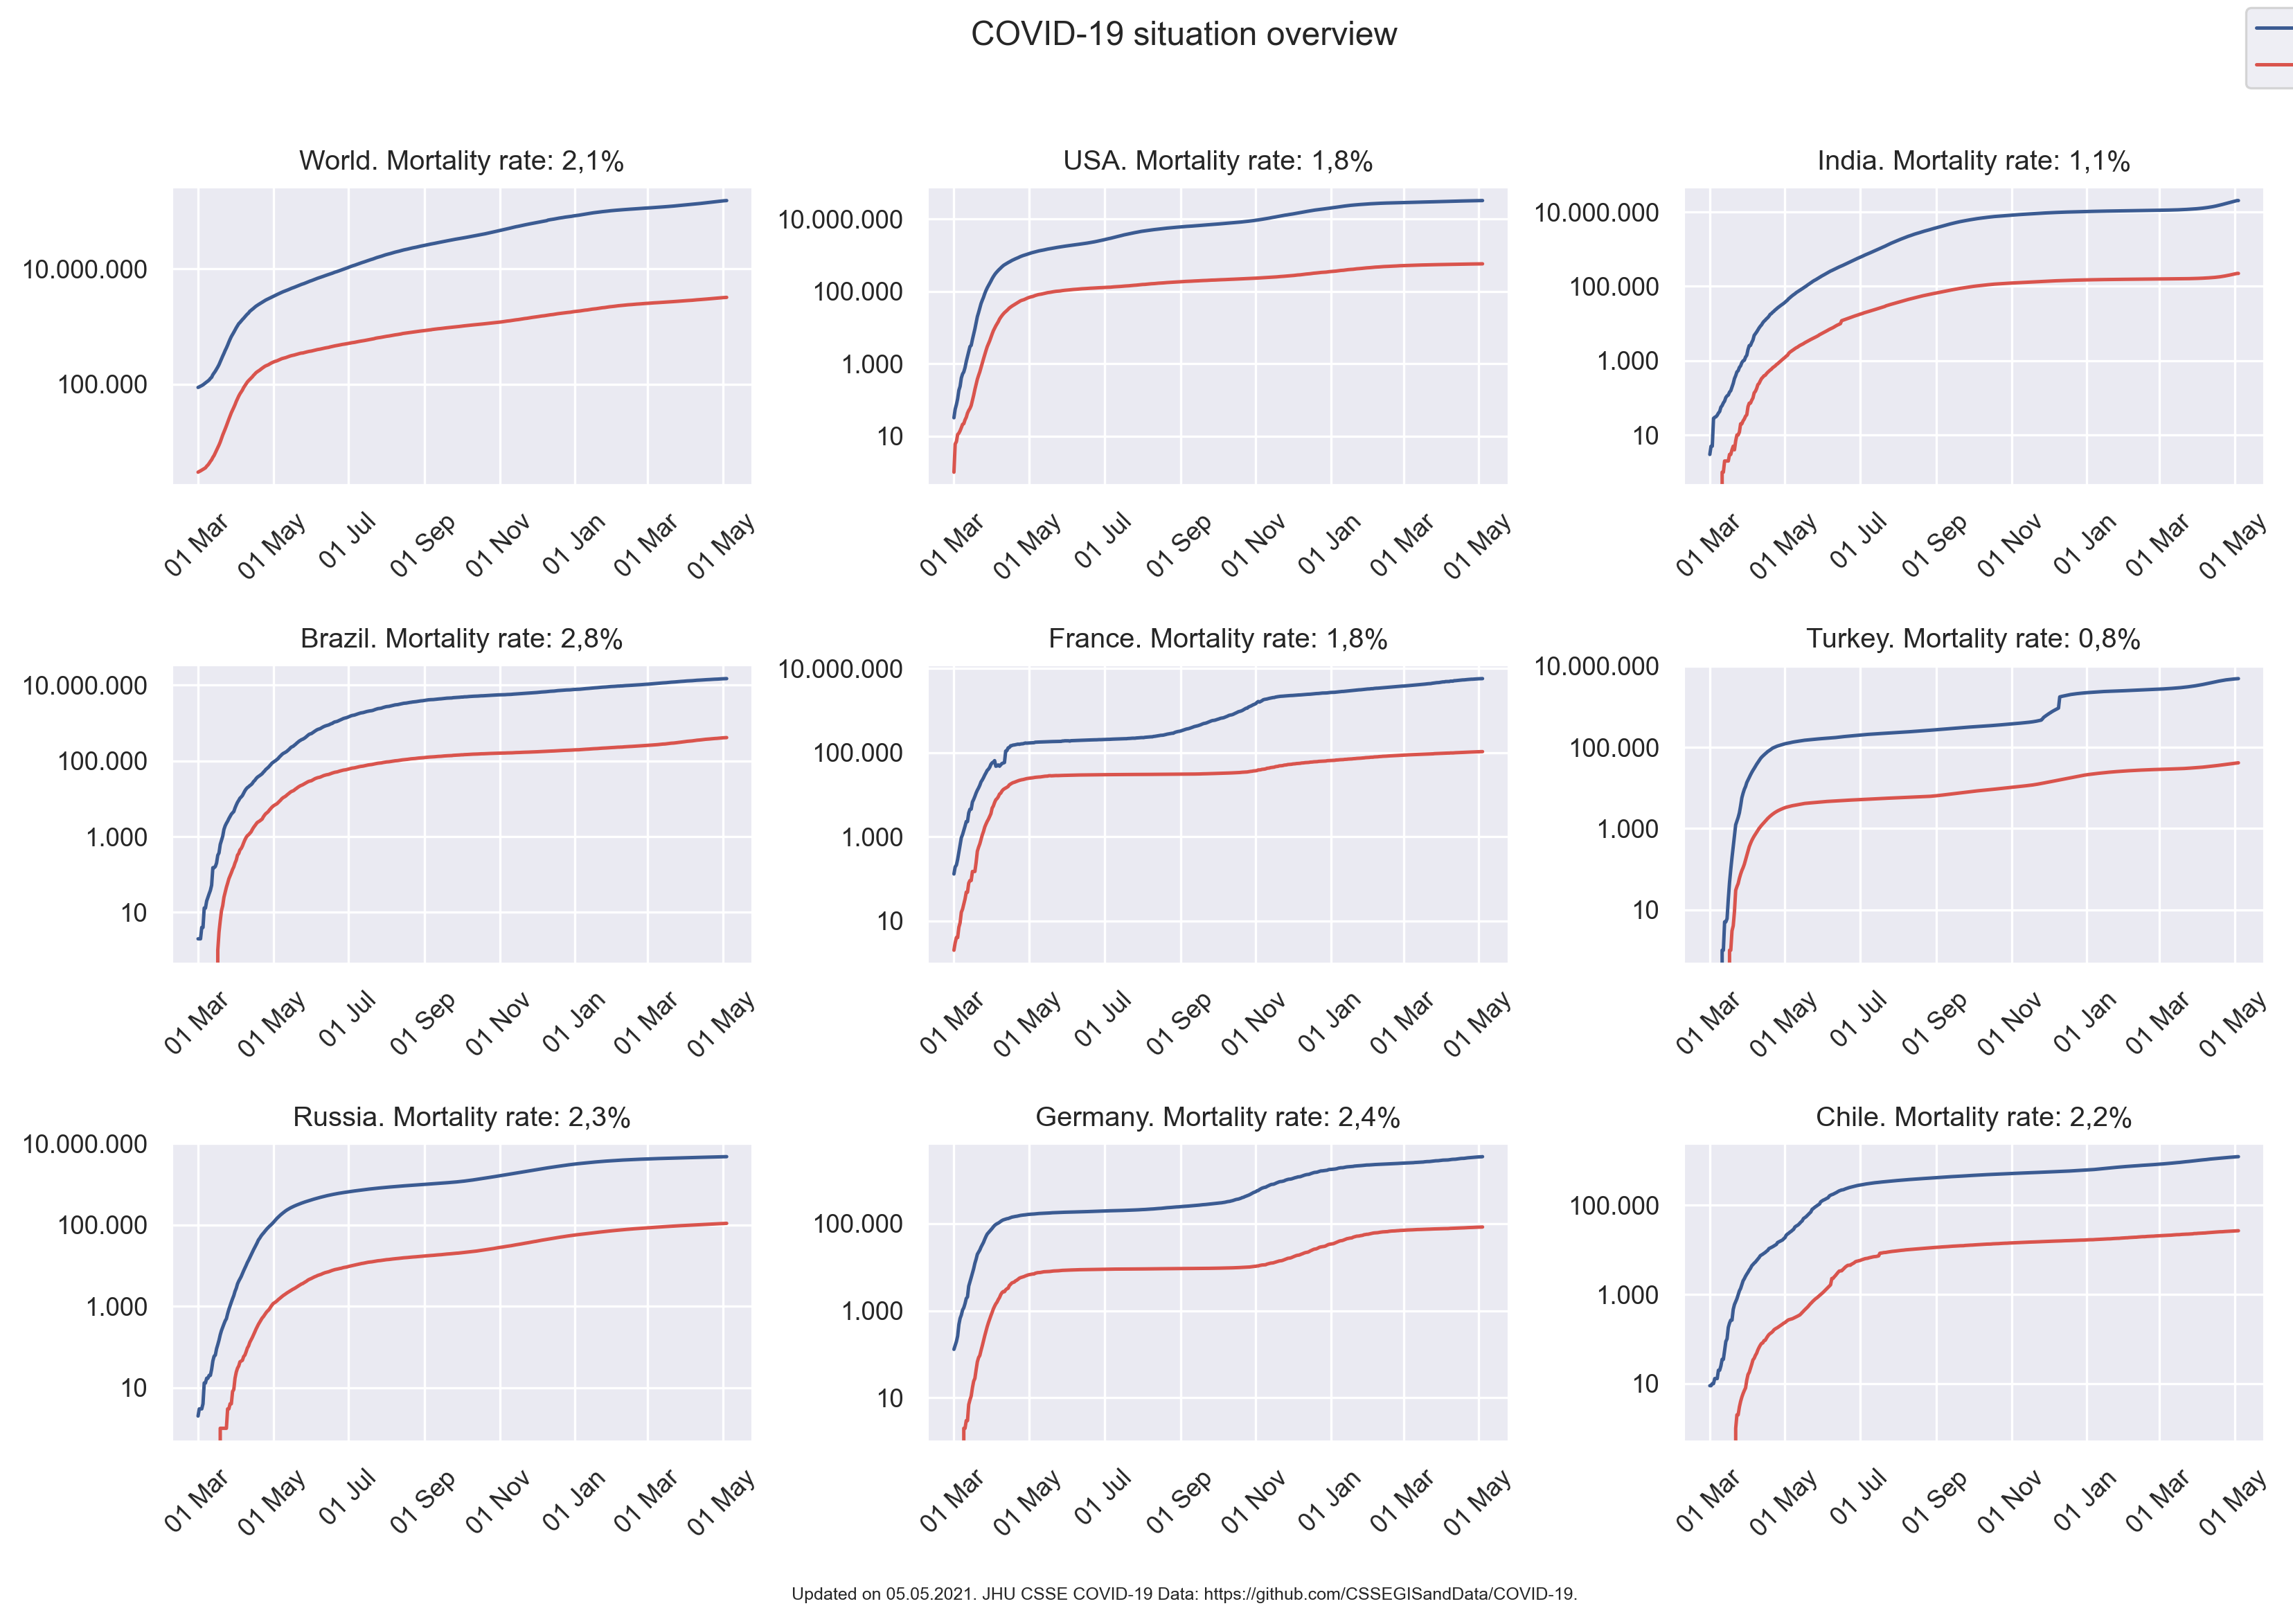 COVID-19 situation overview
World. Mortality rate: 2,1%
10.000.000
100.000
01 Mar
01 May
01 Jul
01 Sep
01 Nov
01 Jan
01 Mar
01 May
USA. Mortality rate: 1,8%
10.000.000
100.000
1.000
10
01 Mar
01 May
01 Jul
01 Sep
01 Nov
01 Jan
01 Mar
01 May
India. Mortality rate: 1,1%
10.000.000
100.000
1.000
10
01 Mar
01 May
01 Jul
01 Sep
01 Nov
01 Jan
01 Mar
01 May
Brazil. Mortality rate: 2,8%
10.000.000
100.000
1.000
10
01 Mar
01 May
01 Jul
01 Sep
01 Nov
01 Jan
01 Mar
01 May
France. Mortality rate: 1,8%
10.000.000
100.000
1.000
10
01 Mar
01 May
01 Jul
01 Sep
01 Nov
01 Jan
01 Mar
01 May
Turkey. Mortality rate: 0,8%
10.000.000
100.000
1.000
10
01 Mar
01 May
01 Jul
01 Sep
01 Nov
01 Jan
01 Mar
01 May
Russia. Mortality rate: 2,3%
10.000.000
100.000
1.000
10
01 Mar
01 May
01 Jul
01 Sep
01 Nov
01 Jan
01 Mar
01 May
Germany. Mortality rate: 2,4%
100.000
1.000
10
01 Mar
01 May
01 Jul
01 Sep
01 Nov
01 Jan
01 Mar
01 May
Chile. Mortality rate: 2,2%
100.000
1.000
10
01 Mar
01 May
01 Jul
01 Sep
01 Nov
01 Jan
01 Mar
01 May
Updated on 05.05.2021. JHU CSSE COVID-19 Data: https://github.com/CSSEGISandData/COVID-19.